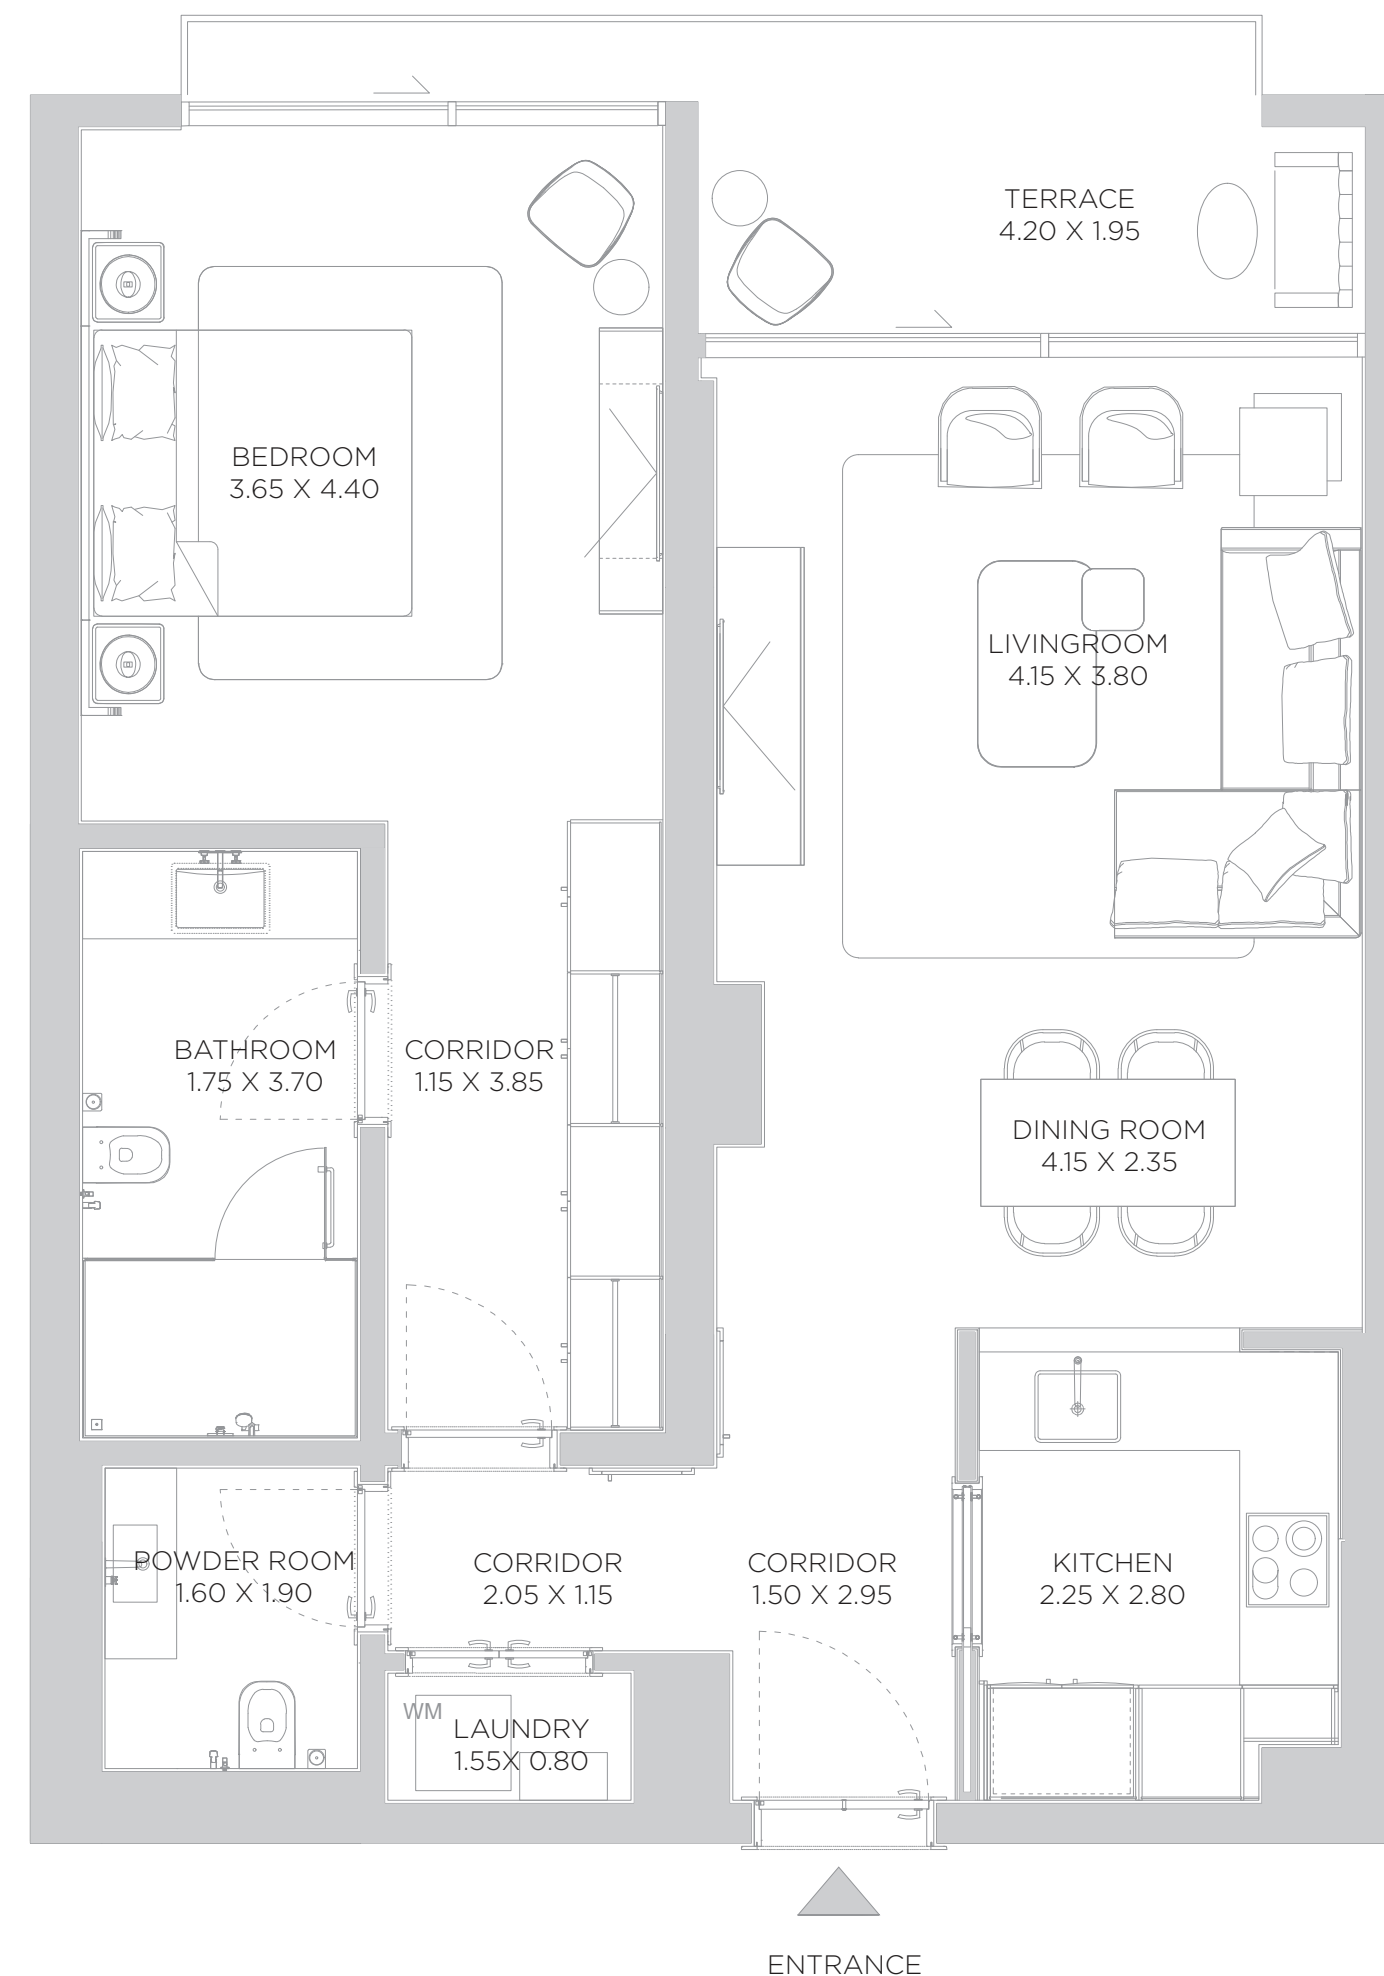 TERRACE
4.20 X 1.95
BEDROOM
3.65 X 4.40
LIVINGROOM
4.15 X 3.80
BATHROOM
1.75 X 3.70
CORRIDOR
1.15 X 3.85
DINING ROOM
4.15 X 2.35
POWDER ROOM
1.60 X 1.90
CORRIDOR
2.05 X 1.15
CORRIDOR
1.50 X 2.95
KITCHEN
2.25 X 2.80
WM
LAUNDRY
1.55X 0.80
ENTRANCE